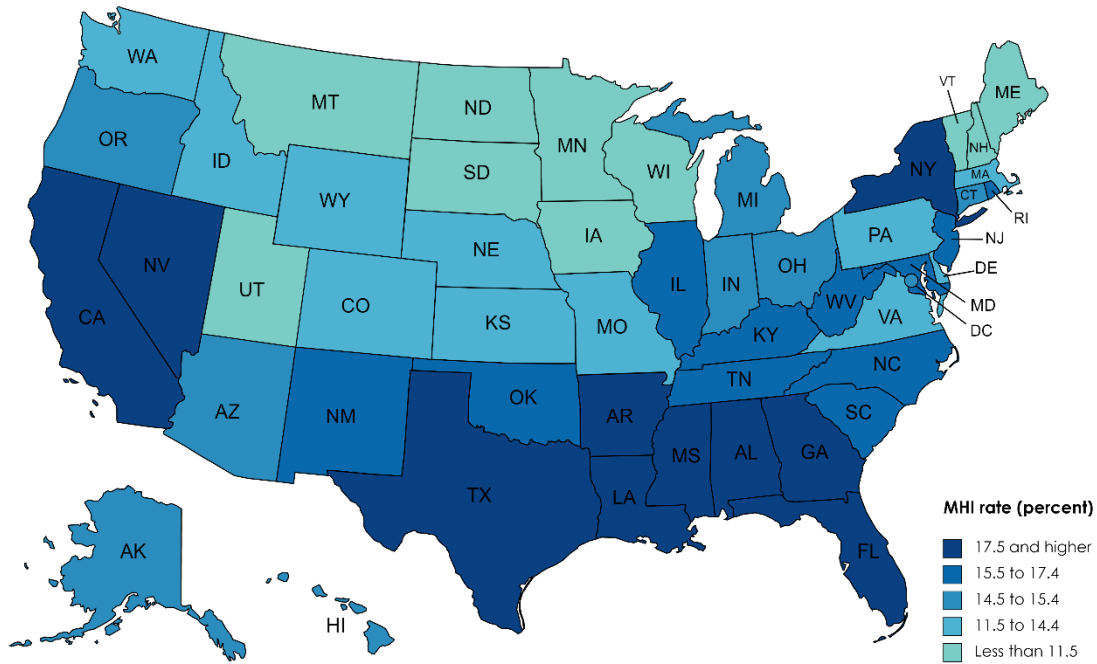 WA
VT
ME
MT
ND
OR
MN
NH
ID
SD
WI
NY
MA
WY
MI
CT
RI
IA
PA
NE
NJ
NV
OH
UT
IL
IN
DE
CO
CA
WV
MD
KS
MO
VA
DC
KY
NC
TN
AZ
NM
OK
AR
SC
MS
AL
GA
TX
LA
MHI rate (percent)
17.5 and higher
FL
AK
15.5 to 17.4
14.5 to 15.4
HI
11.5 to 14.4
Less than 11.5